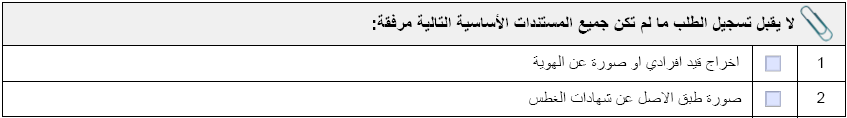 لا يقبل تسجيل الطلب ما لم تكن جميع المستندات الأساسية التالية مرفقة:
1 اخراج قيد افرادي او صورة عن الهوية
2 صورة طبق الاصل عن شهادات الغطس